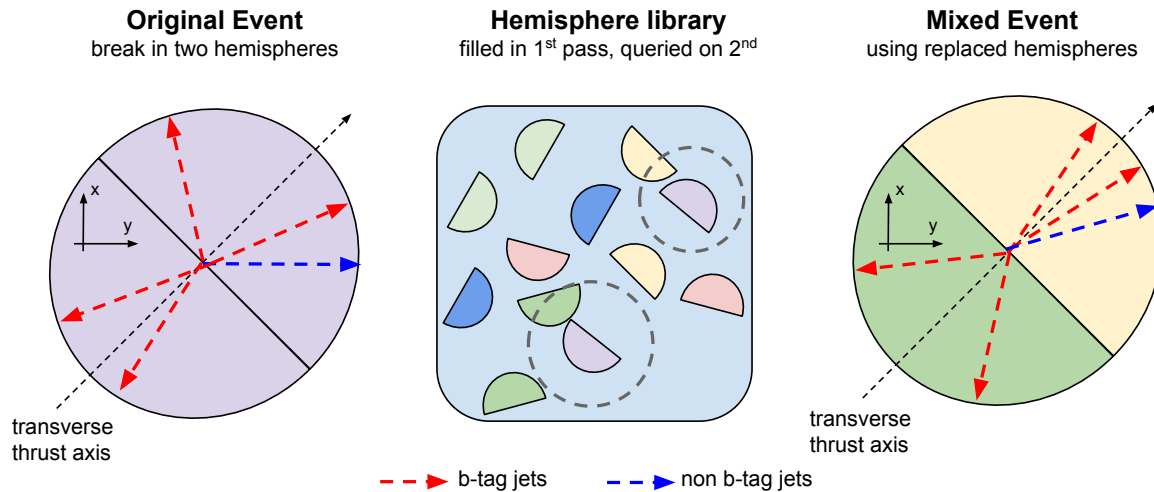 Original Event
break in two hemispheres
Hemisphere library
filled in 1st pass, queried on 2nd
Mixed Event
using replaced hemispheres
x
y
x
y
transverse
thrust axis
transverse
thrust axis
b-tag jets
non b-tag jets